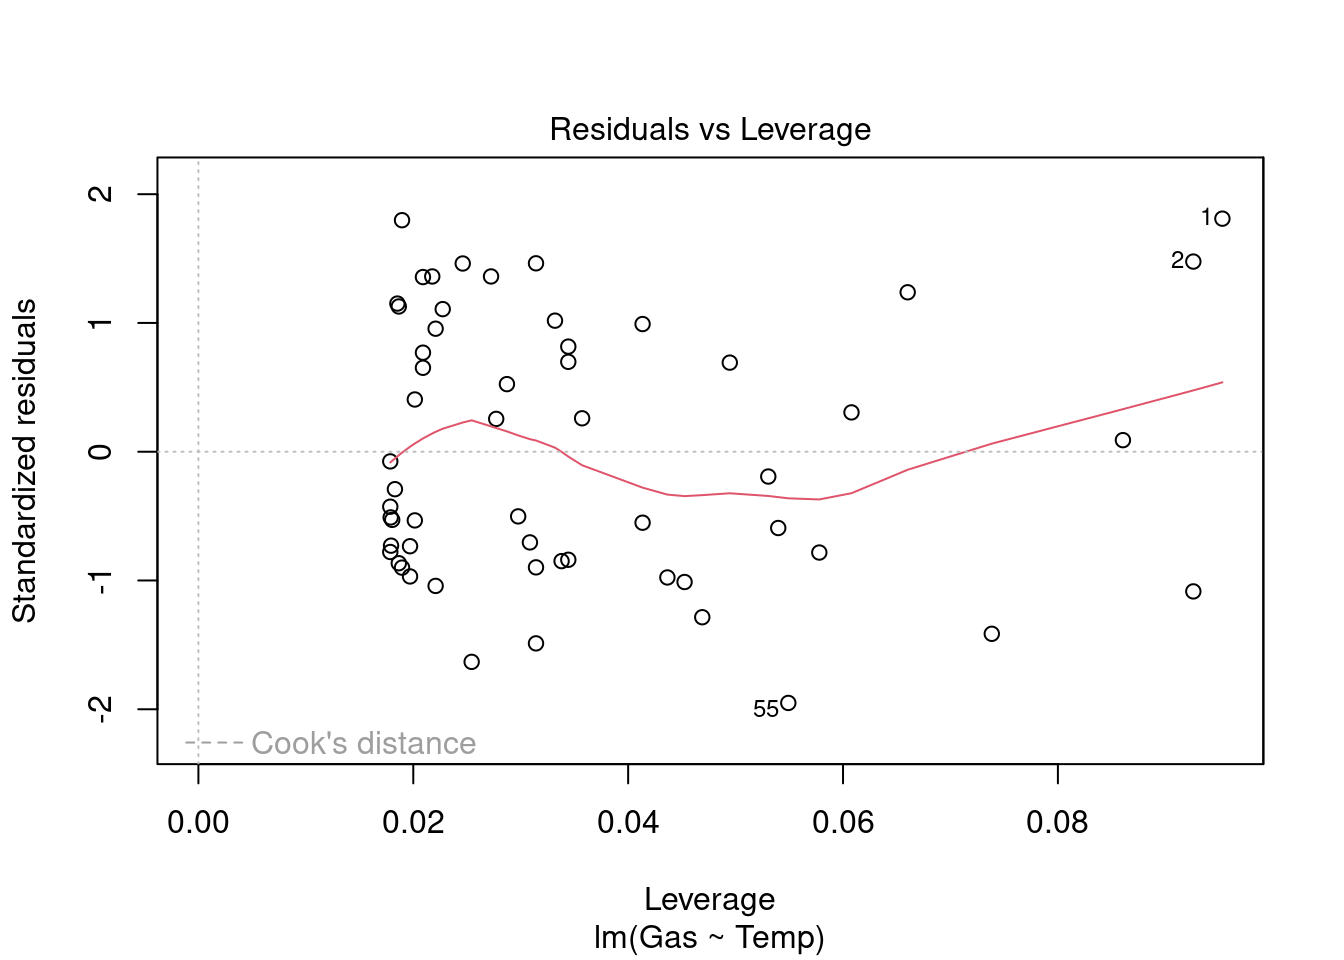 Residuals vs Leverage
Standardized residuals
2
1
0
-1
-2
1
2
55
Cook's distance
0.00 0.02 0.04 0.06 0.08
Leverage
lm(Gas ~ Temp)